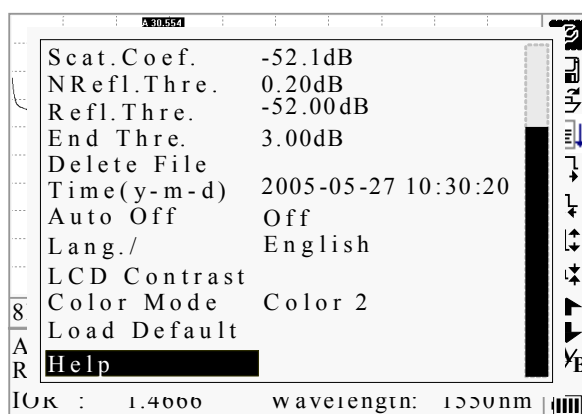 A 30.554
Scat.Coef. -52.1dB
NRefl.Thre. 0.20dB
Refl.Thre. -52.00dB
End Thre. 3.00dB
Delete File
Time(y-m-d) 2005-05-27 10:30:20
Auto Off Off
Lang./ English
LCD Contrast
Color Mode Color 2
8
Load Default
A
R Help
IOR : 1.4666 Wavelength: 1550nm